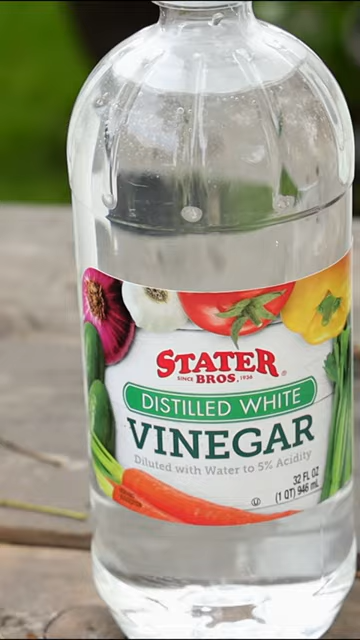 STATER
SINCE BROS. 1936
DISTILLED WHITE
VINEGAR
Diluted with Water to 5% Acidity
32 FL OZ
(1 QT) 946 mL